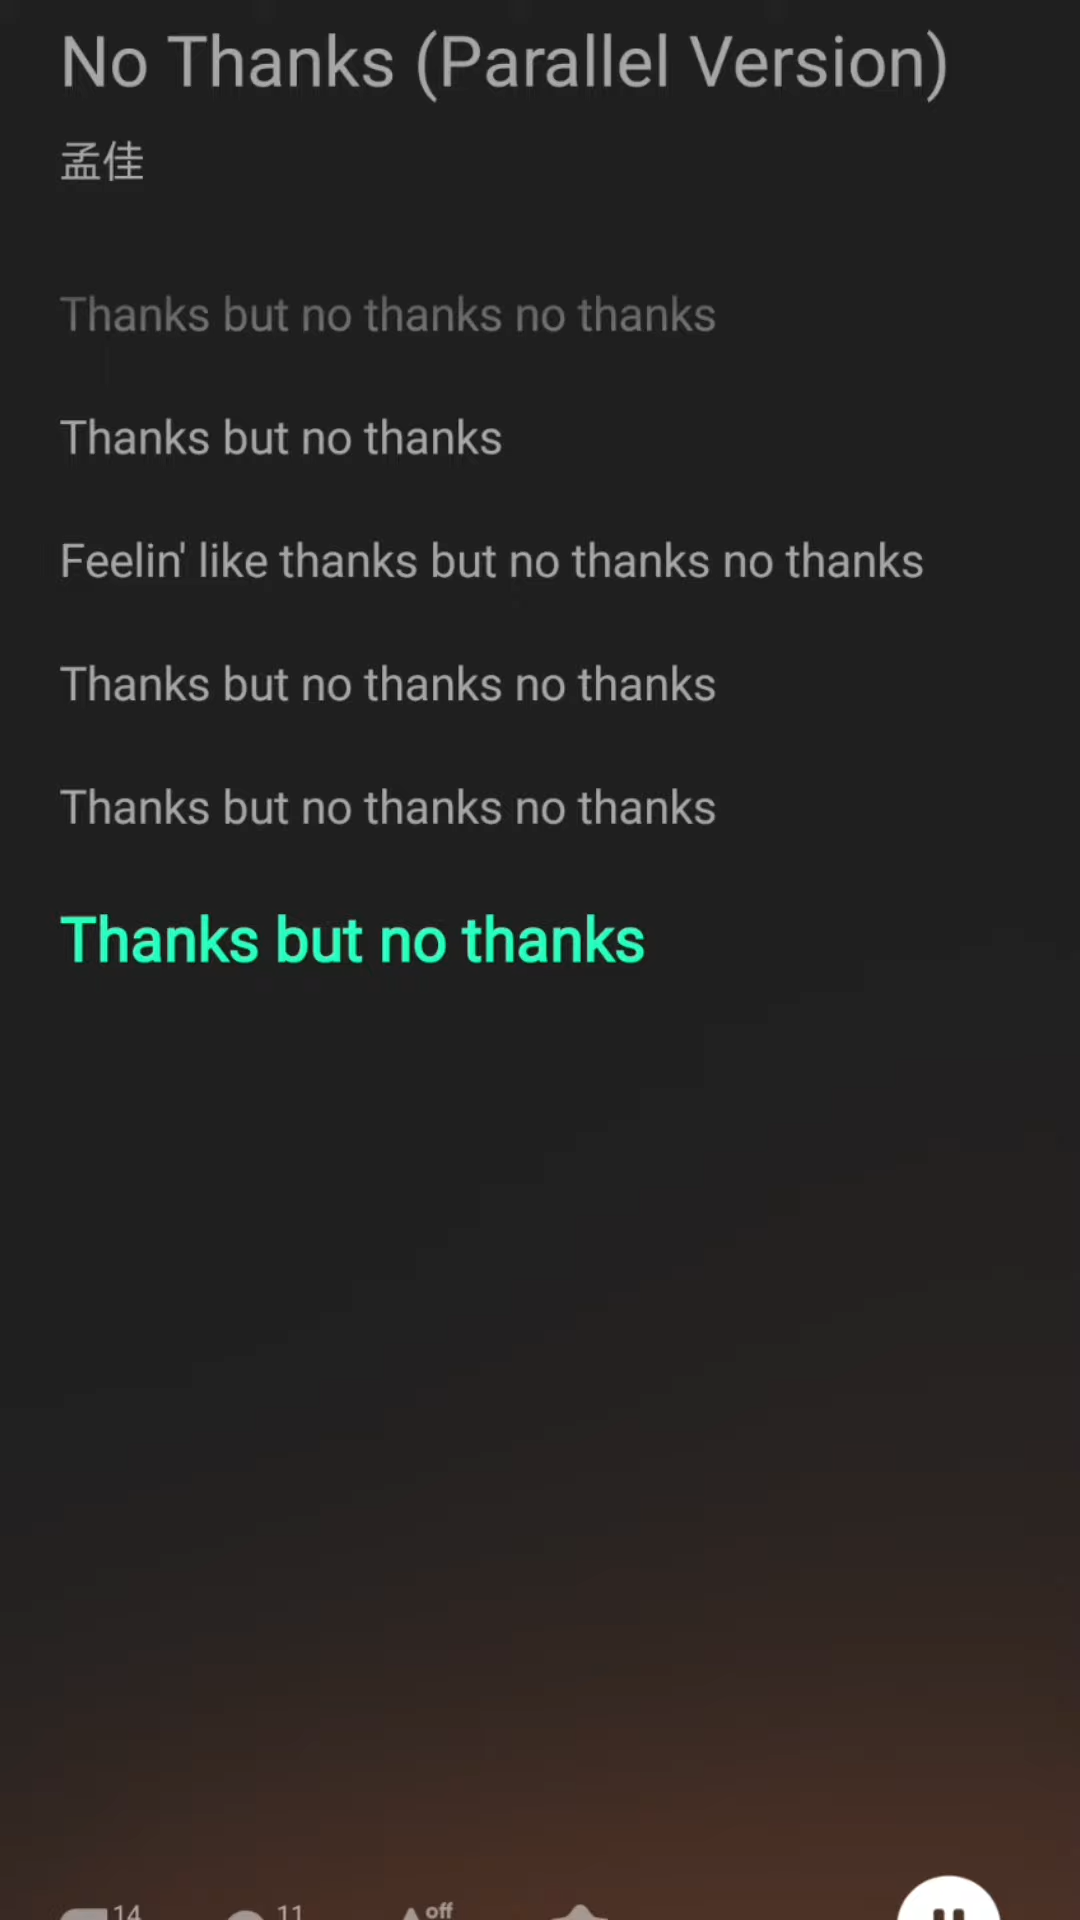 No Thanks (Parallel Version)
孟佳
Thanks but no thanks no thanks
Thanks but no thanks
Feelin' like thanks but no thanks no thanks
Thanks but no thanks no thanks
Thanks but no thanks no thanks
Thanks but no thanks
14 11 off